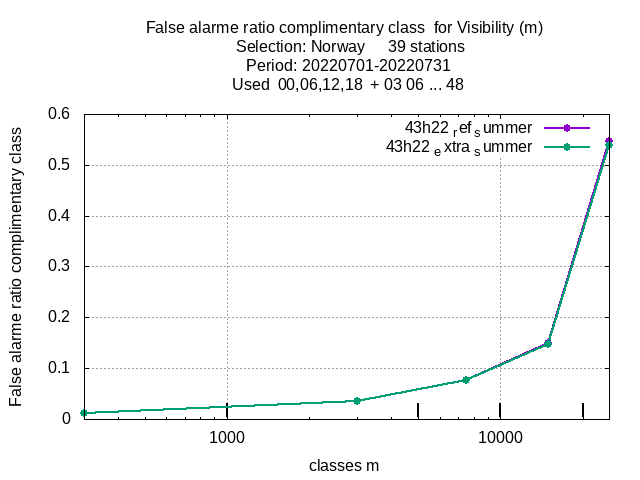 False alarme ratio complimentary class for Visibility (m)
Selection: Norway 39 stations
Period: 20220701-20220731
Used 00,06,12,18 + 03 06 ... 48
43h22 ref summer
43h22 extra summer
False alarme ratio complimentary class
0.6
0.5
0.4
0.3
0.2
0.1
0
1000
10000
classes m